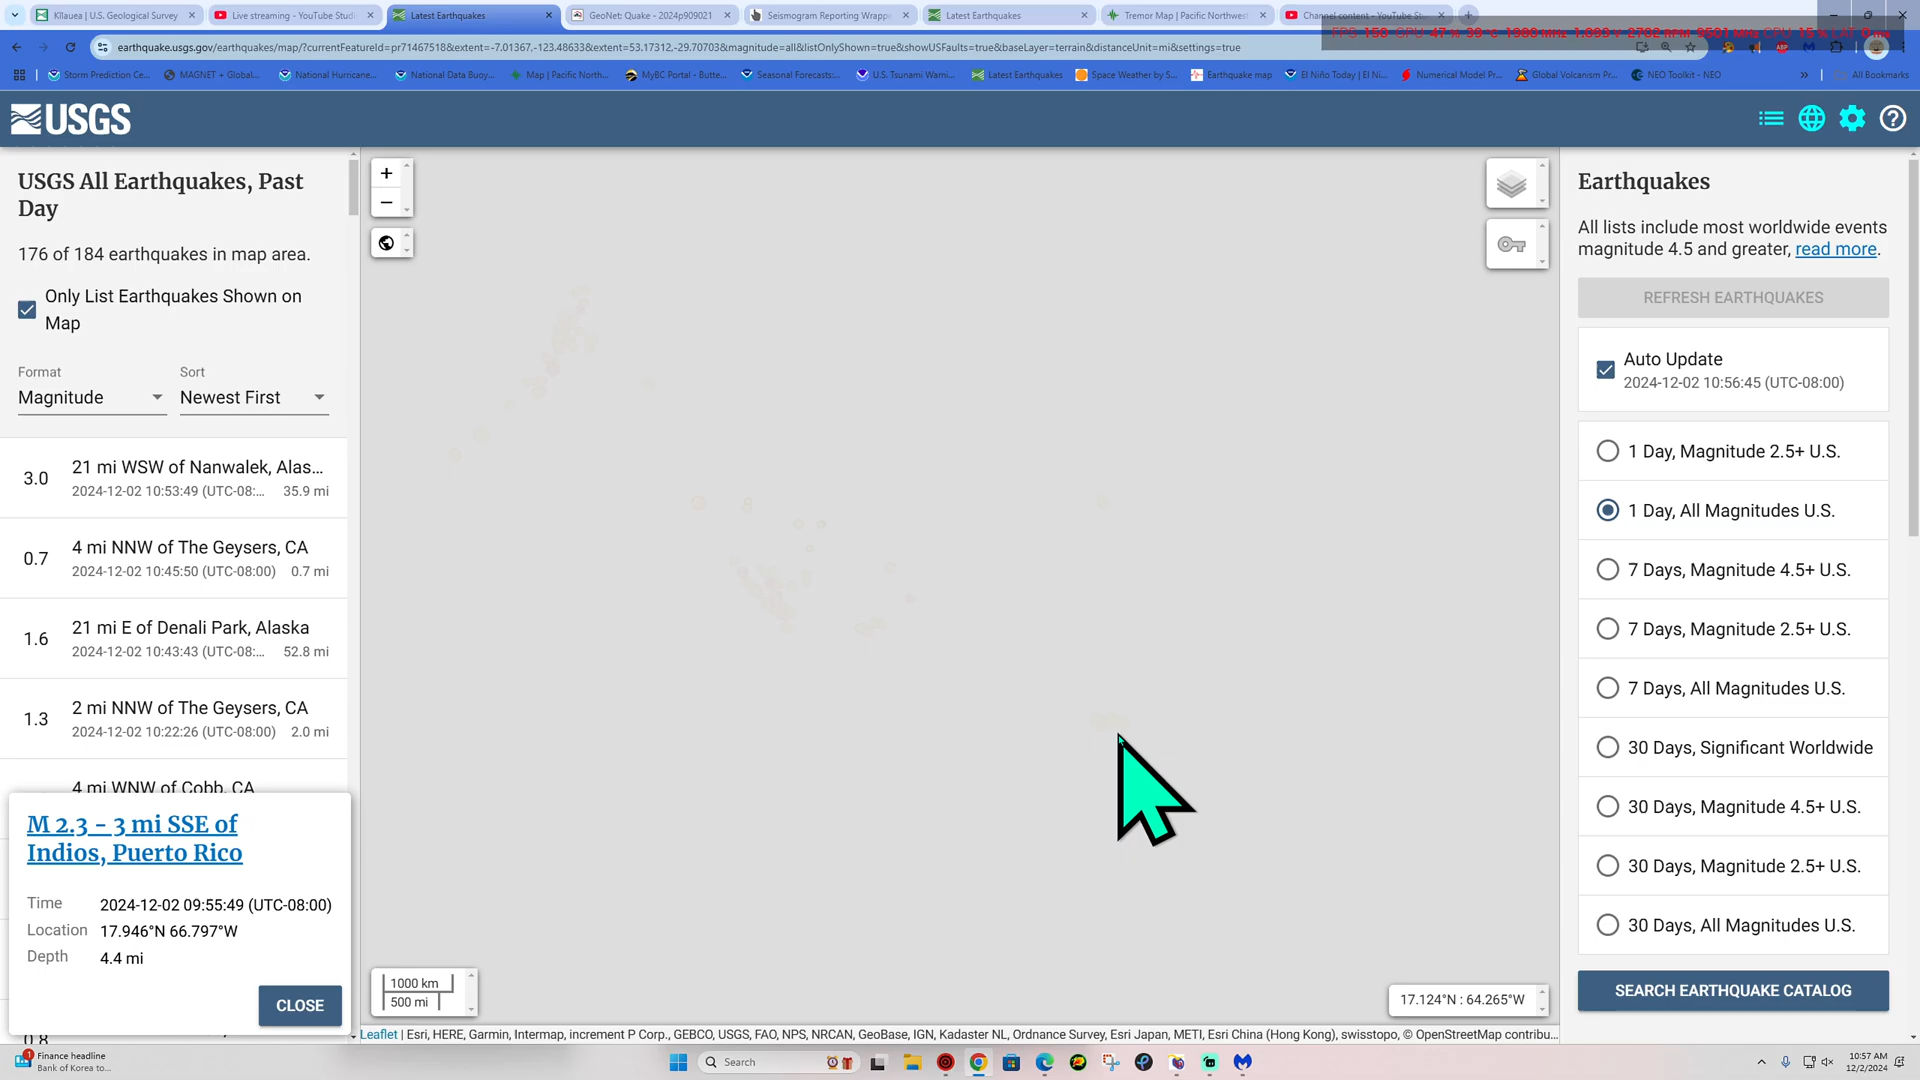 Kilauea | U.S. Geological Survey
Live streaming - YouTube Studi
Latest Earthquakes
GeoNet: Quake - 2024p909021
Seismogram Reporting Wrappe
Latest Earthquakes
Tremor Map | Pacific Northwest
Channel content - YouTube Stu
earthquake.usgs.gov/earthquakes/map/?currentFeatureId=pr71467518&extent=-7.01367,-123.48633&extent=53.17312,-29.70703&magnitude=all&listOnlyShown=true&showUSFaults=true&baseLayer=terrain&distanceUnit=mi&settings=true
Storm Prediction Ce...
MAGNET + Global...
National Hurricane...
National Data Buoy...
Map | Pacific North...
MyBC Portal - Butte...
Seasonal Forecasts:...
U.S. Tsunami Warni...
Latest Earthquakes
Space Weather by S...
Earthquake map
El Niño Today | El Ni...
Numerical Model Pr...
Global Volcanism Pr...
NEO Toolkit - NEO
All Bookmarks
USGS
USGS All Earthquakes, Past
Day
176 of 184 earthquakes in map area.
Only List Earthquakes Shown on
Map
Format
Sort
Magnitude
Newest First
3.0
21 mi WSW of Nanwalek, Alas...
2024-12-02 10:53:49 (UTC-08:...
35.9 mi
0.7
4 mi NNW of The Geysers, CA
2024-12-02 10:45:50 (UTC-08:00)
0.7 mi
1.6
21 mi E of Denali Park, Alaska
2024-12-02 10:43:43 (UTC-08:...
52.8 mi
1.3
2 mi NNW of The Geysers, CA
2024-12-02 10:22:26 (UTC-08:00)
2.0 mi
4 mi WNW of Cobb, CA
M 2.3 - 3 mi SSE of
Indios, Puerto Rico
Time
2024-12-02 09:55:49 (UTC-08:00)
Location
17.946°N 66.797°W
Depth
4.4 mi
CLOSE
0.8
+
−
1000 km
500 mi
17.124°N : 64.265°W
Leaflet | Esri, HERE, Garmin, Intermap, increment P Corp., GEBCO, USGS, FAO, NPS, NRCAN, GeoBase, IGN, Kadaster NL, Ordnance Survey, Esri Japan, METI, Esri China (Hong Kong), swisstopo, © OpenStreetMap contribu...
Earthquakes
All lists include most worldwide events
magnitude 4.5 and greater, read more.
REFRESH EARTHQUAKES
Auto Update
2024-12-02 10:56:45 (UTC-08:00)
1 Day, Magnitude 2.5+ U.S.
1 Day, All Magnitudes U.S.
7 Days, Magnitude 4.5+ U.S.
7 Days, Magnitude 2.5+ U.S.
7 Days, All Magnitudes U.S.
30 Days, Significant Worldwide
30 Days, Magnitude 4.5+ U.S.
30 Days, Magnitude 2.5+ U.S.
30 Days, All Magnitudes U.S.
SEARCH EARTHQUAKE CATALOG
Finance headline
Bank of Korea to...
Search
10:57 AM
12/2/2024